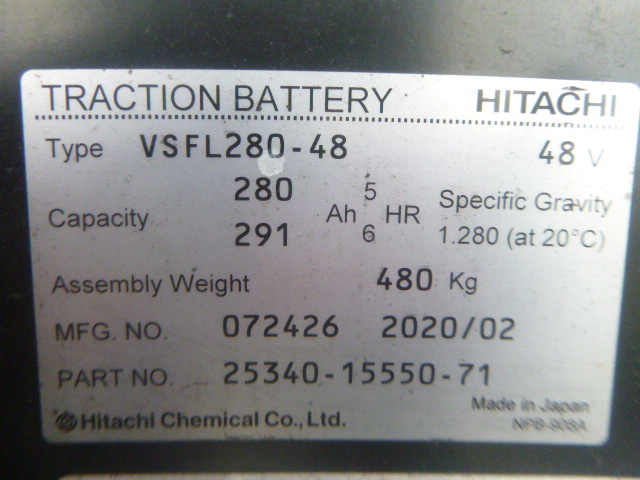 TRACTION BATTERY HITACHI
Type VSFL280-48 48 V
Capacity 280 Ah 5 HR Specific Gravity
291 6 1.280 (at 20°C)
Assembly Weight 480 Kg
MFG. NO. 072426 2020/02
PART NO. 25340-15550-71
Hitachi Chemical Co., Ltd. Made in Japan
NPB-908A